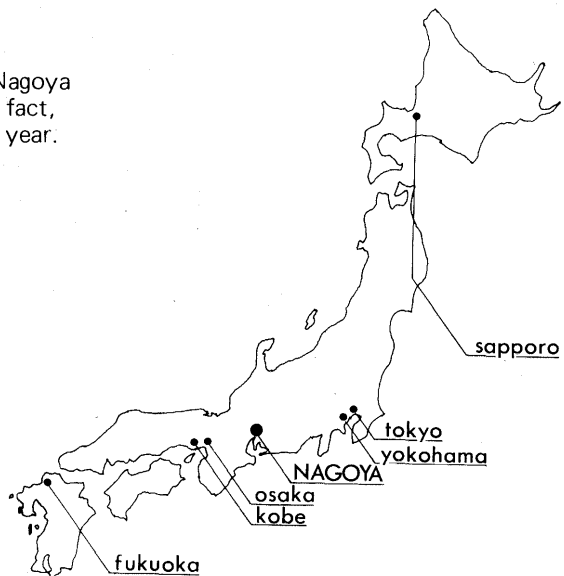 Nagoya
fact,
year.
sapporo
tokyo
yokohama
NAGOYA
osaka
kobe
fukuoka